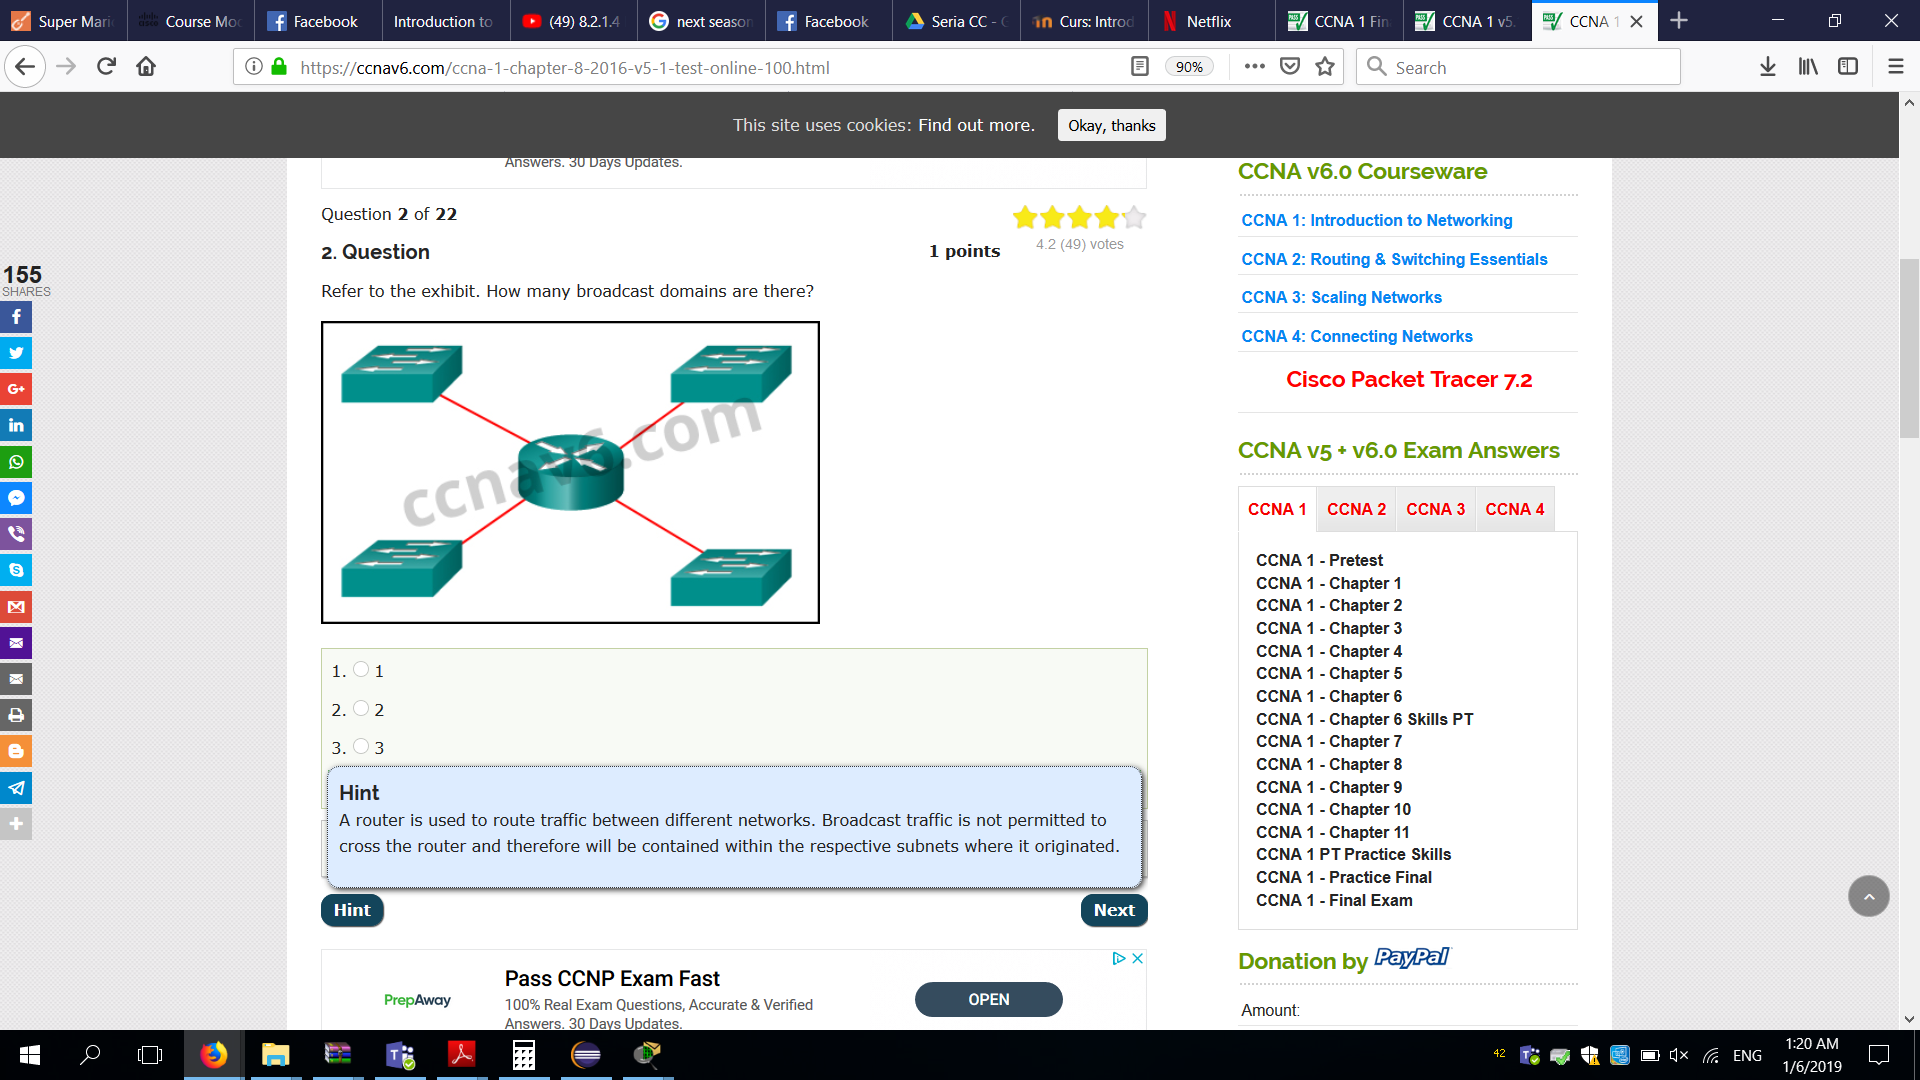 Super Mari
Course Mod
Facebook
Introduction to
(49) 8.2.1.4
next season
Facebook
Seria CC - G
Curs: Introd
Netflix
CCNA 1 Fin
CCNA 1 v5.
CCNA 1
https://ccnav6.com/ccna-1-chapter-8-2016-v5-1-test-online-100.html
90%
Search
This site uses cookies: Find out more.
Okay, thanks
Answers. 30 Days Updates.
Question 2 of 22
4.2 (49) votes
2. Question
1 points
Refer to the exhibit. How many broadcast domains are there?
ccnav6.com
1. 1
2. 2
3. 3
Hint
A router is used to route traffic between different networks. Broadcast traffic is not permitted to
cross the router and therefore will be contained within the respective subnets where it originated.
Hint
Next
PrepAway
Pass CCNP Exam Fast
100% Real Exam Questions, Accurate & Verified
Answers. 30 Days Updates.
OPEN
155
SHARES
CCNA v6.0 Courseware
CCNA 1: Introduction to Networking
CCNA 2: Routing & Switching Essentials
CCNA 3: Scaling Networks
CCNA 4: Connecting Networks
Cisco Packet Tracer 7.2
CCNA v5 + v6.0 Exam Answers
CCNA 1
CCNA 2
CCNA 3
CCNA 4
CCNA 1 - Pretest
CCNA 1 - Chapter 1
CCNA 1 - Chapter 2
CCNA 1 - Chapter 3
CCNA 1 - Chapter 4
CCNA 1 - Chapter 5
CCNA 1 - Chapter 6
CCNA 1 - Chapter 6 Skills PT
CCNA 1 - Chapter 7
CCNA 1 - Chapter 8
CCNA 1 - Chapter 9
CCNA 1 - Chapter 10
CCNA 1 - Chapter 11
CCNA 1 PT Practice Skills
CCNA 1 - Practice Final
CCNA 1 - Final Exam
Donation by PayPal
Amount:
42
ENG
1:20 AM
1/6/2019